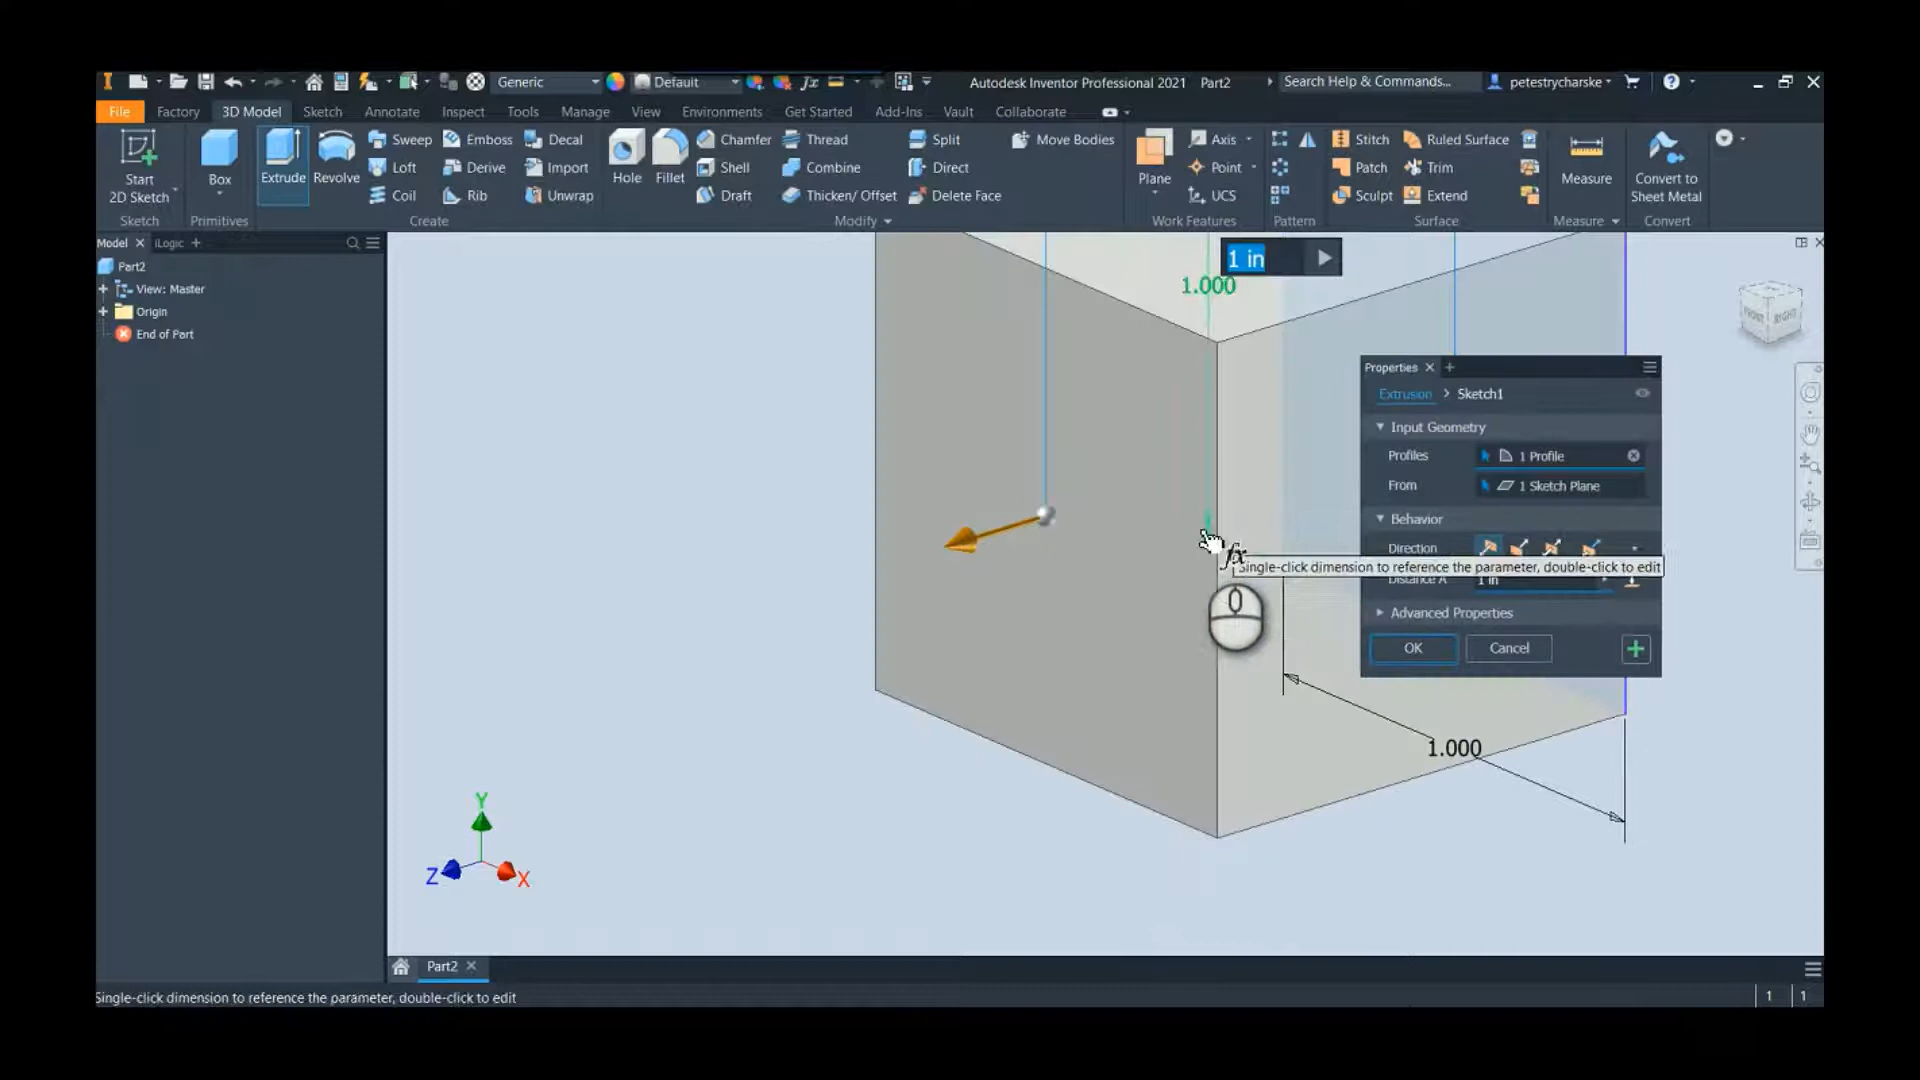 Generic
Default
fx
Autodesk Inventor Professional 2021 Part2
Search Help & Commands...
petestrycharske
File
Factory
3D Model
Sketch
Annotate
Inspect
Tools
Manage
View
Environments
Get Started
Add-Ins
Vault
Collaborate
Start
2D Sketch
Sketch
Box
Primitives
Extrude
Revolve
Sweep
Loft
Coil
Emboss
Derive
Rib
Decal
Import
Unwrap
Create
Hole
Fillet
Chamfer
Shell
Draft
Thread
Combine
Thicken/ Offset
Split
Direct
Delete Face
Move Bodies
Modify
Plane
Axis
Point
UCS
Work Features
Pattern
Stitch
Patch
Sculpt
Ruled Surface
Trim
Extend
Surface
Measure
Measure
Convert to
Sheet Metal
Convert
Model
iLogic
Part2
View: Master
Origin
End of Part
1 in
1.000
FRONT
RIGHT
Properties
Extrusion > Sketch1
Input Geometry
Profiles
1 Profile
From
1 Sketch Plane
Behavior
Direction
fx
Single-click dimension to reference the parameter, double-click to edit
Distance A
1 in
Advanced Properties
OK
Cancel
0
1.000
Y
Z
X
Part2
Single-click dimension to reference the parameter, double-click to edit
1
1